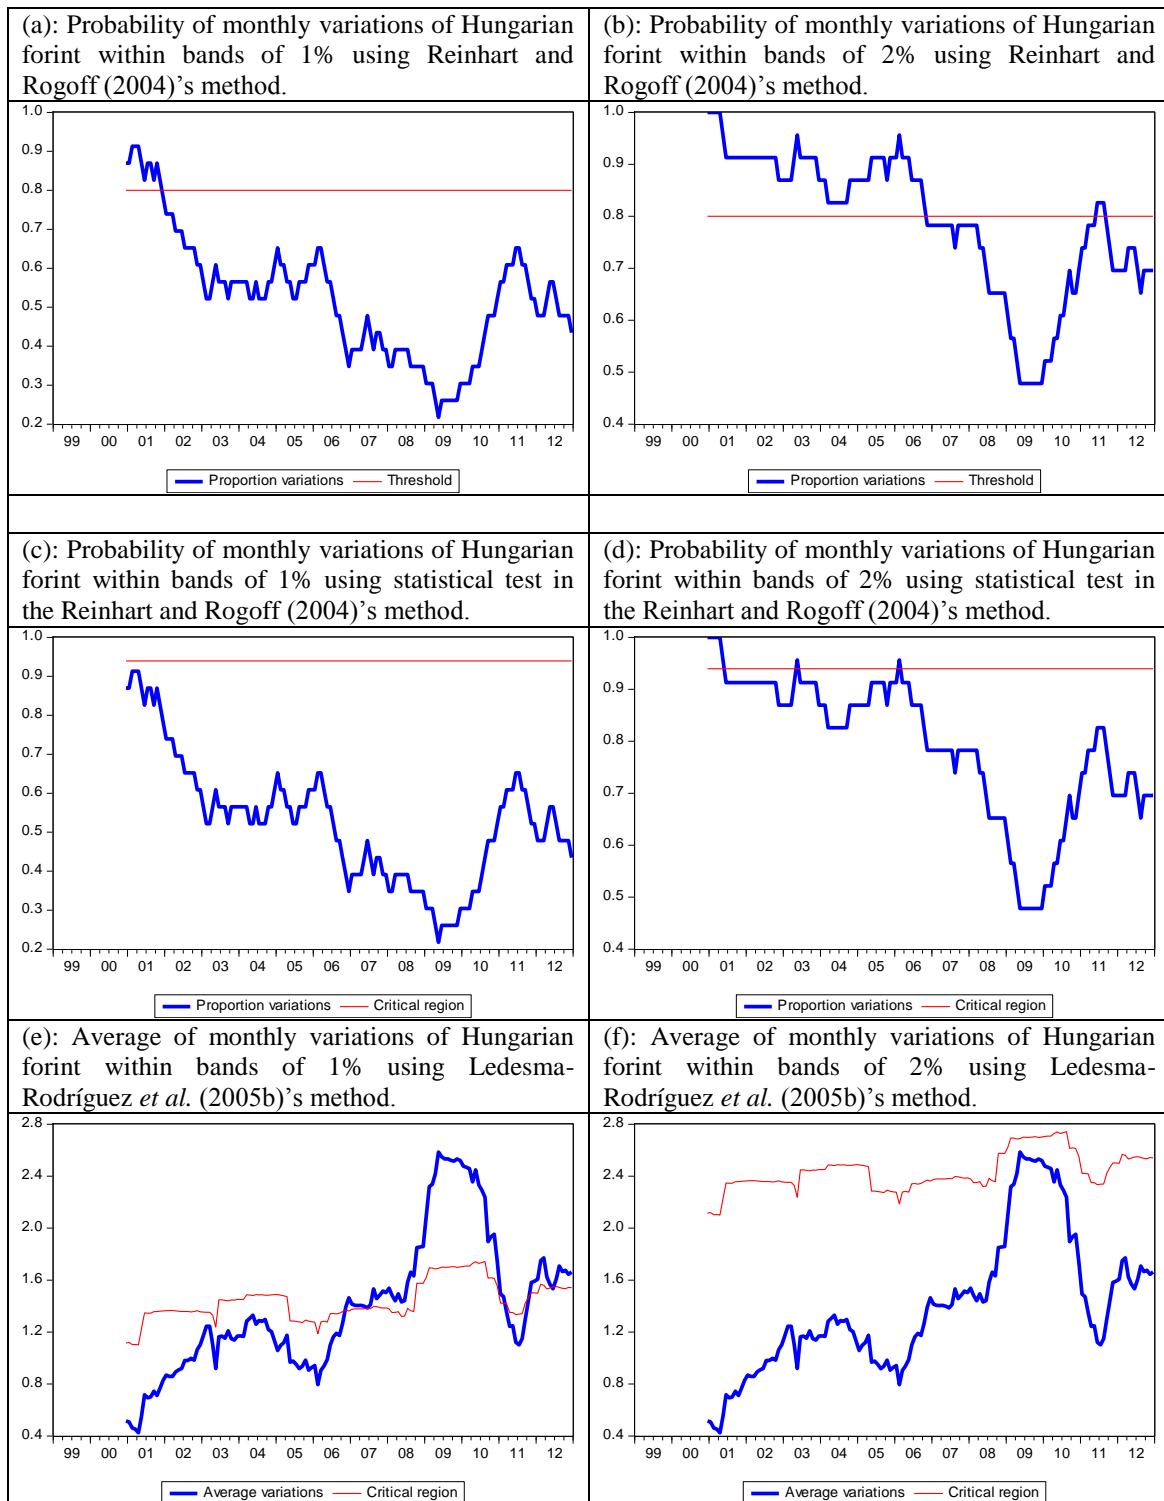 (a): Probability of monthly variations of Hungarian
forint within bands of 1% using Reinhart and
Rogoff (2004)’s method.
(b): Probability of monthly variations of Hungarian
forint within bands of 2% using Reinhart and
Rogoff (2004)’s method.
1.0
0.9
0.8
0.7
0.6
0.5
0.4
0.3
0.2
99 00 01 02 03 04 05 06 07 08 09 10 11 12
Proportion variations Threshold
1.0
0.9
0.8
0.7
0.6
0.5
0.4
99 00 01 02 03 04 05 06 07 08 09 10 11 12
Proportion variations Threshold
(c): Probability of monthly variations of Hungarian
forint within bands of 1% using statistical test in
the Reinhart and Rogoff (2004)’s method.
(d): Probability of monthly variations of Hungarian
forint within bands of 2% using statistical test in
the Reinhart and Rogoff (2004)’s method.
1.0
0.9
0.8
0.7
0.6
0.5
0.4
0.3
0.2
99 00 01 02 03 04 05 06 07 08 09 10 11 12
Proportion variations Critical region
1.0
0.9
0.8
0.7
0.6
0.5
0.4
99 00 01 02 03 04 05 06 07 08 09 10 11 12
Proportion variations Critical region
(e): Average of monthly variations of Hungarian
forint within bands of 1% using Ledesma-
Rodríguez et al. (2005b)’s method.
(f): Average of monthly variations of Hungarian
forint within bands of 2% using Ledesma-
Rodríguez et al. (2005b)’s method.
2.8
2.4
2.0
1.6
1.2
0.8
0.4
99 00 01 02 03 04 05 06 07 08 09 10 11 12
Average variations Critical region
2.8
2.4
2.0
1.6
1.2
0.8
0.4
99 00 01 02 03 04 05 06 07 08 09 10 11 12
Average variations Critical region